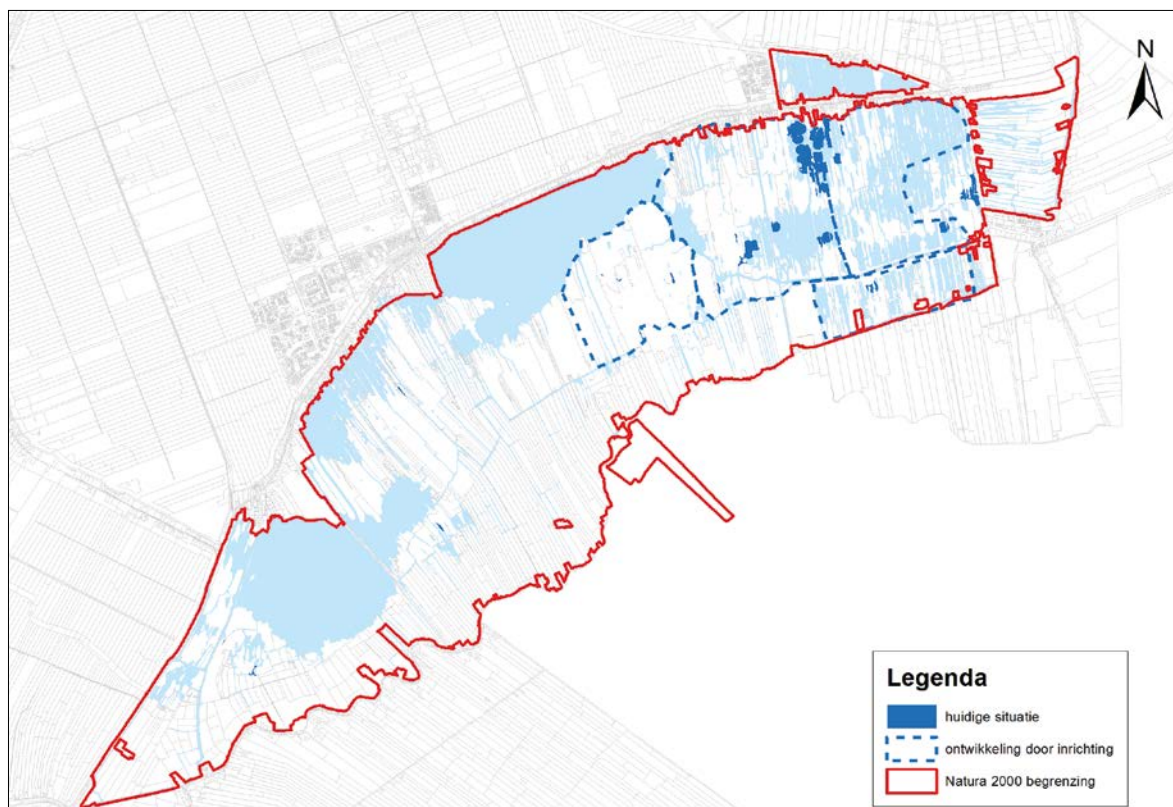 N
Legenda
huidige situatie
ontwikkeling door inrichting
Natura 2000 begrenzing